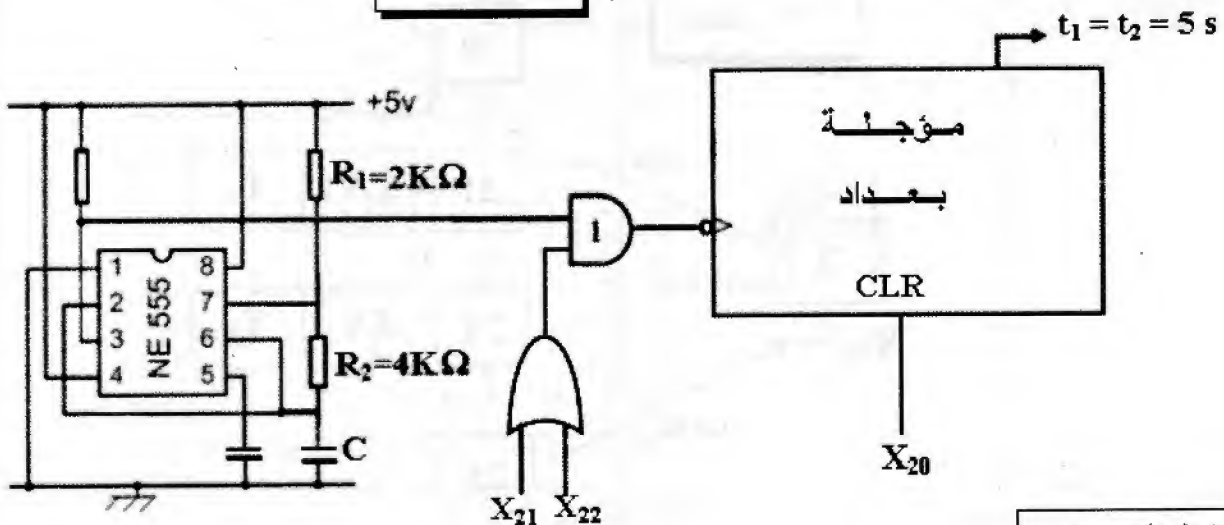 t₁ = t₂ = 5 s
+5v
مؤجلة
بعداد
R₁=2KΩ
1
1
8
2
7
NE 555
3
6
4
5
CLR
R₂=4KΩ
C
X₂₀
X₂₁ X₂₂